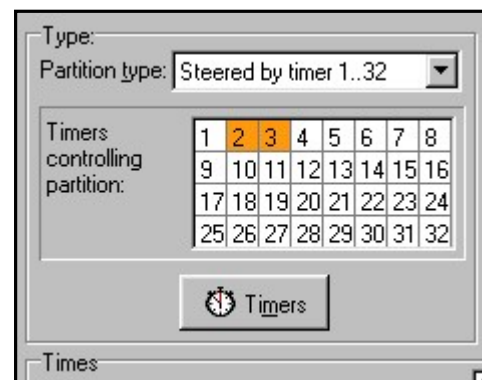 Type:
Partition type: Steered by timer 1..32
Timers controlling partition:
1 2 3 4 5 6 7 8
9 10 11 12 13 14 15 16
17 18 19 20 21 22 23 24
25 26 27 28 29 30 31 32
Timers
Times